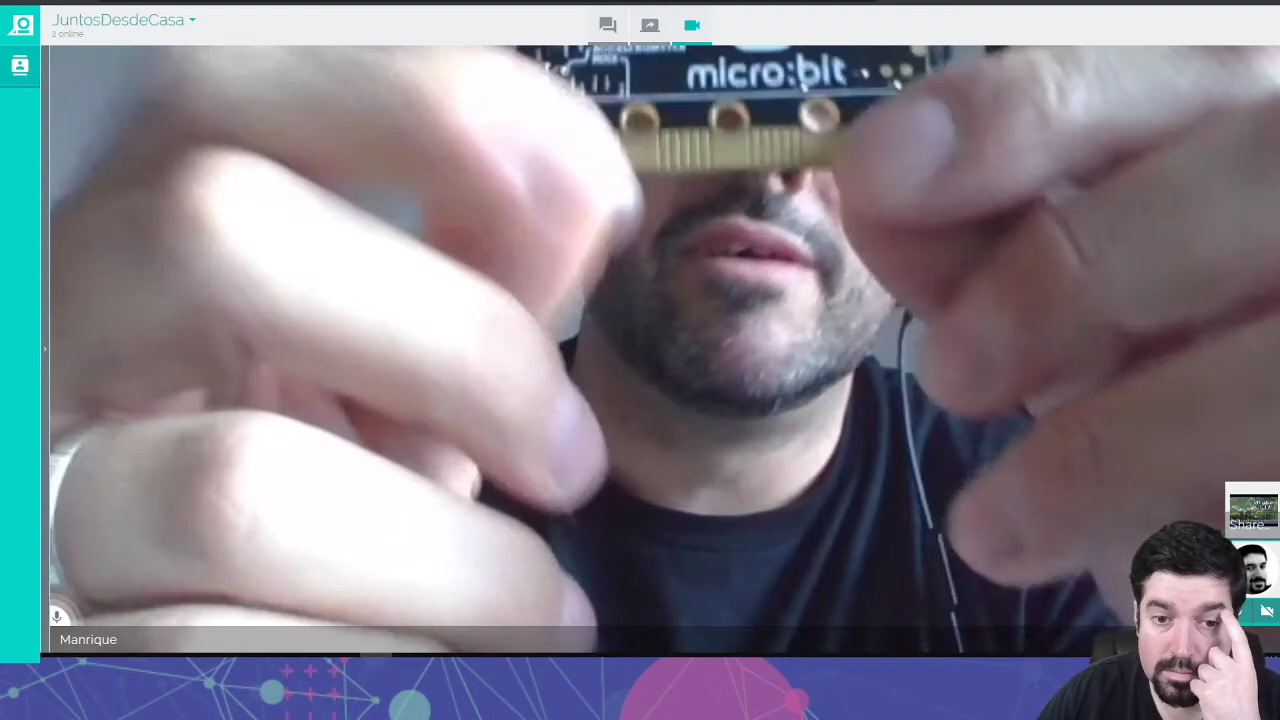 JuntosDesdeCasa
2 online
micro:bit
Share...
Manrique